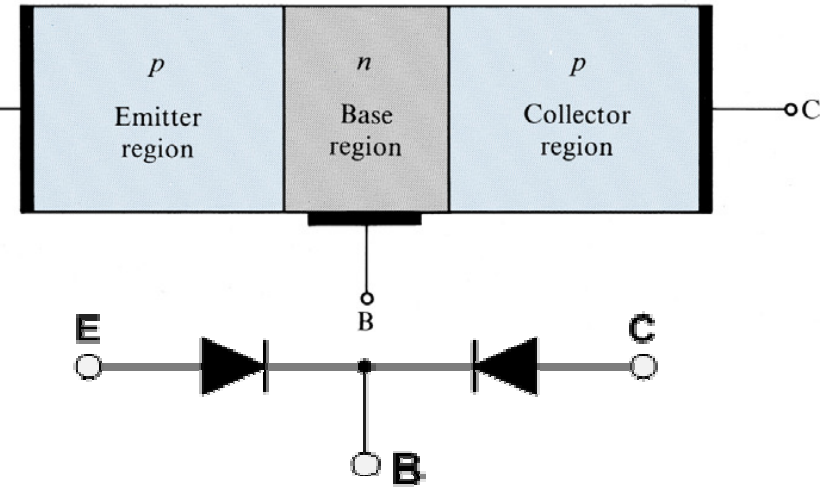 p n p
Emitter Base Collector C
region region region
B
E C
B